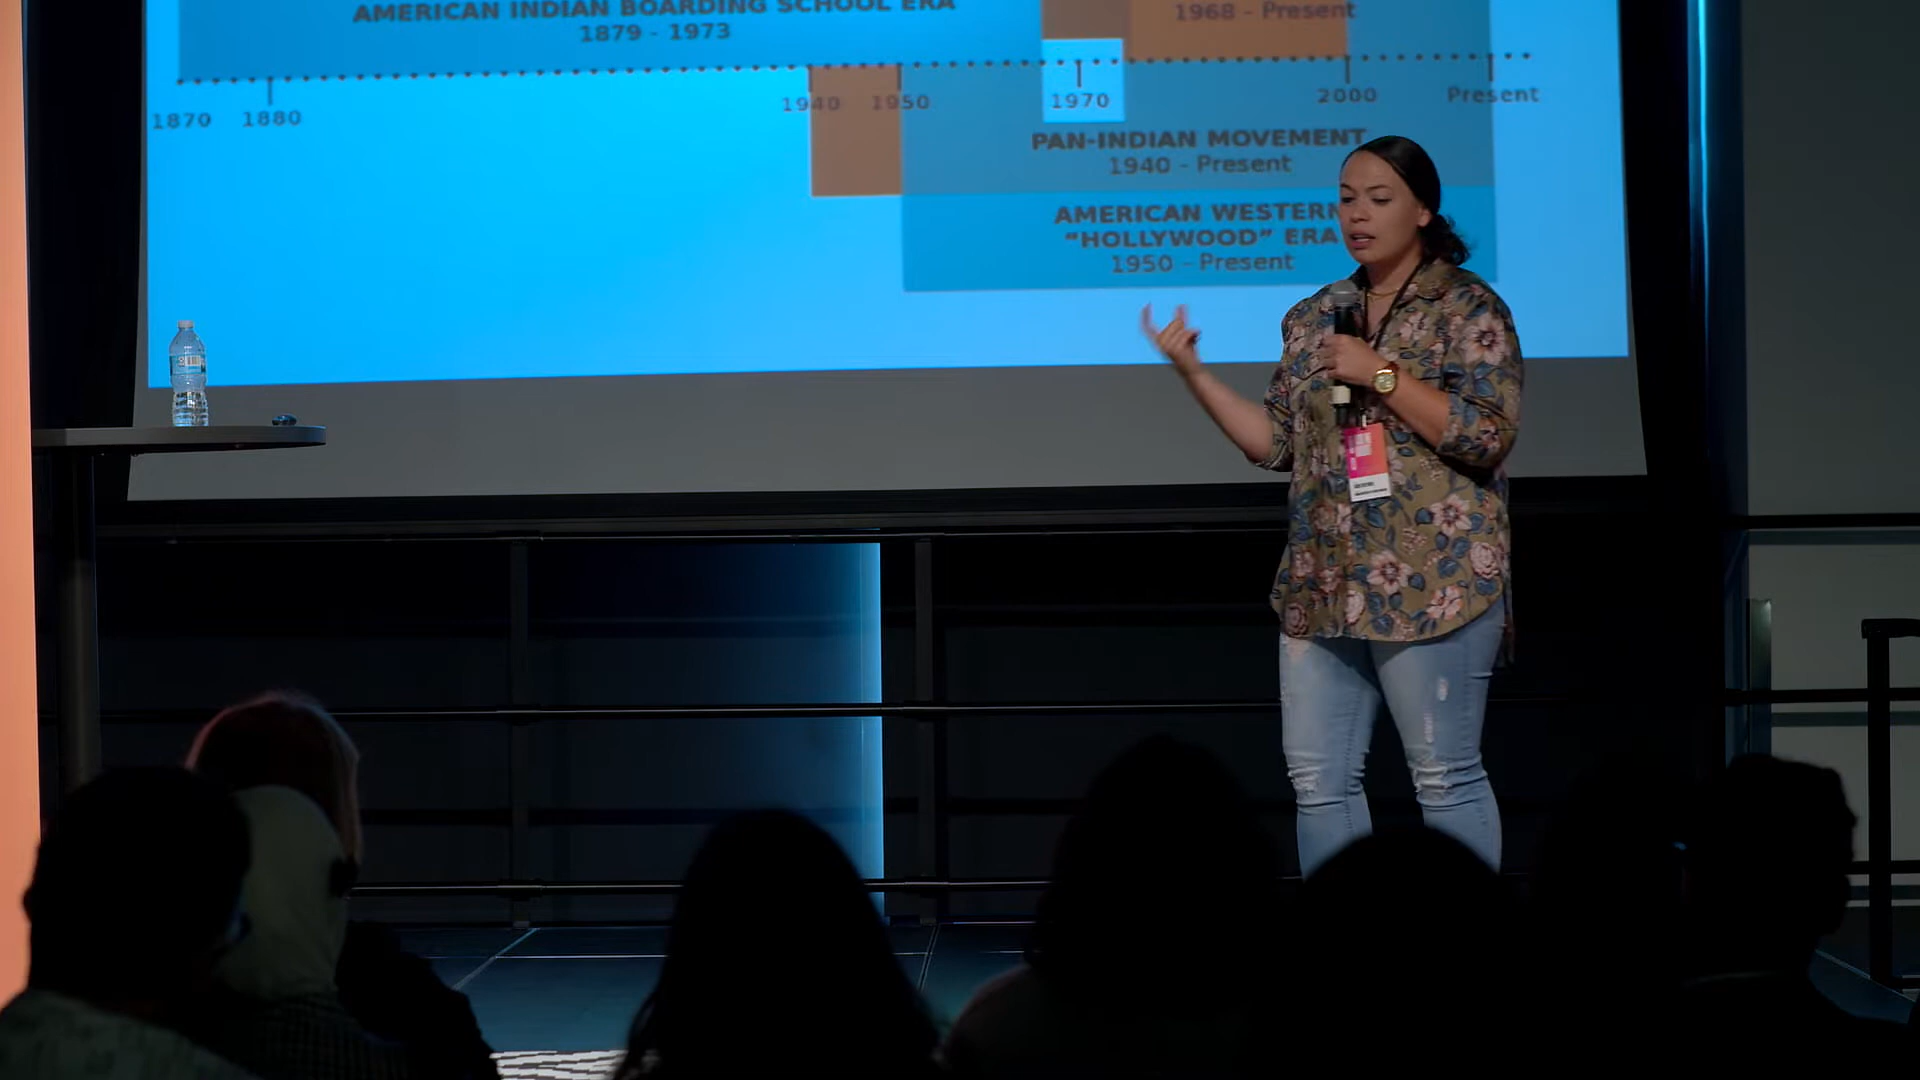 AMERICAN INDIAN BOARDING SCHOOL ERA
1879 - 1973
1968 - Present
1870
1880
1940
1950
1970
2000
Present
PAN-INDIAN MOVEMENT
1940 - Present
AMERICAN WESTERN
“HOLLYWOOD” ERA
1950 - Present